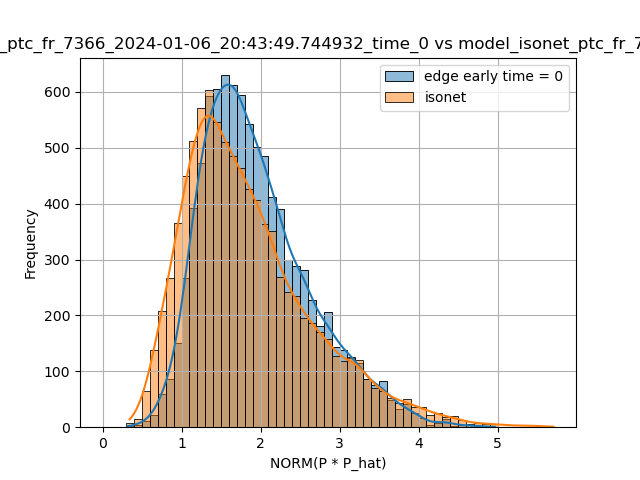 _ptc_fr_7366_2024-01-06_20:43:49.744932_time_0 vs model_isonet_ptc_fr_7
edge early time = 0
isonet
600
500
400
300
200
100
0
Frequency
0 1 2 3 4 5
NORM(P * P_hat)